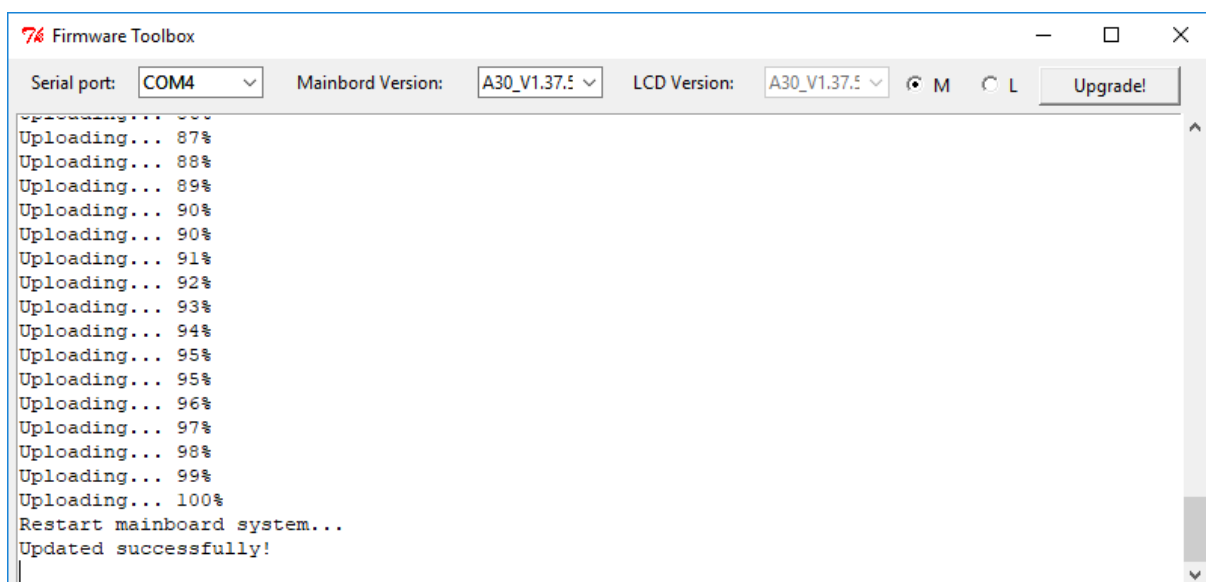 Firmware Toolbox
Serial port: COM4 Mainbord Version: A30_V1.37.5 LCD Version: A30_V1.37.5 M L Upgrade!
Uploading... 87%
Uploading... 88%
Uploading... 89%
Uploading... 90%
Uploading... 90%
Uploading... 91%
Uploading... 92%
Uploading... 93%
Uploading... 94%
Uploading... 95%
Uploading... 95%
Uploading... 96%
Uploading... 97%
Uploading... 98%
Uploading... 99%
Uploading... 100%
Restart mainboard system...
Updated successfully!